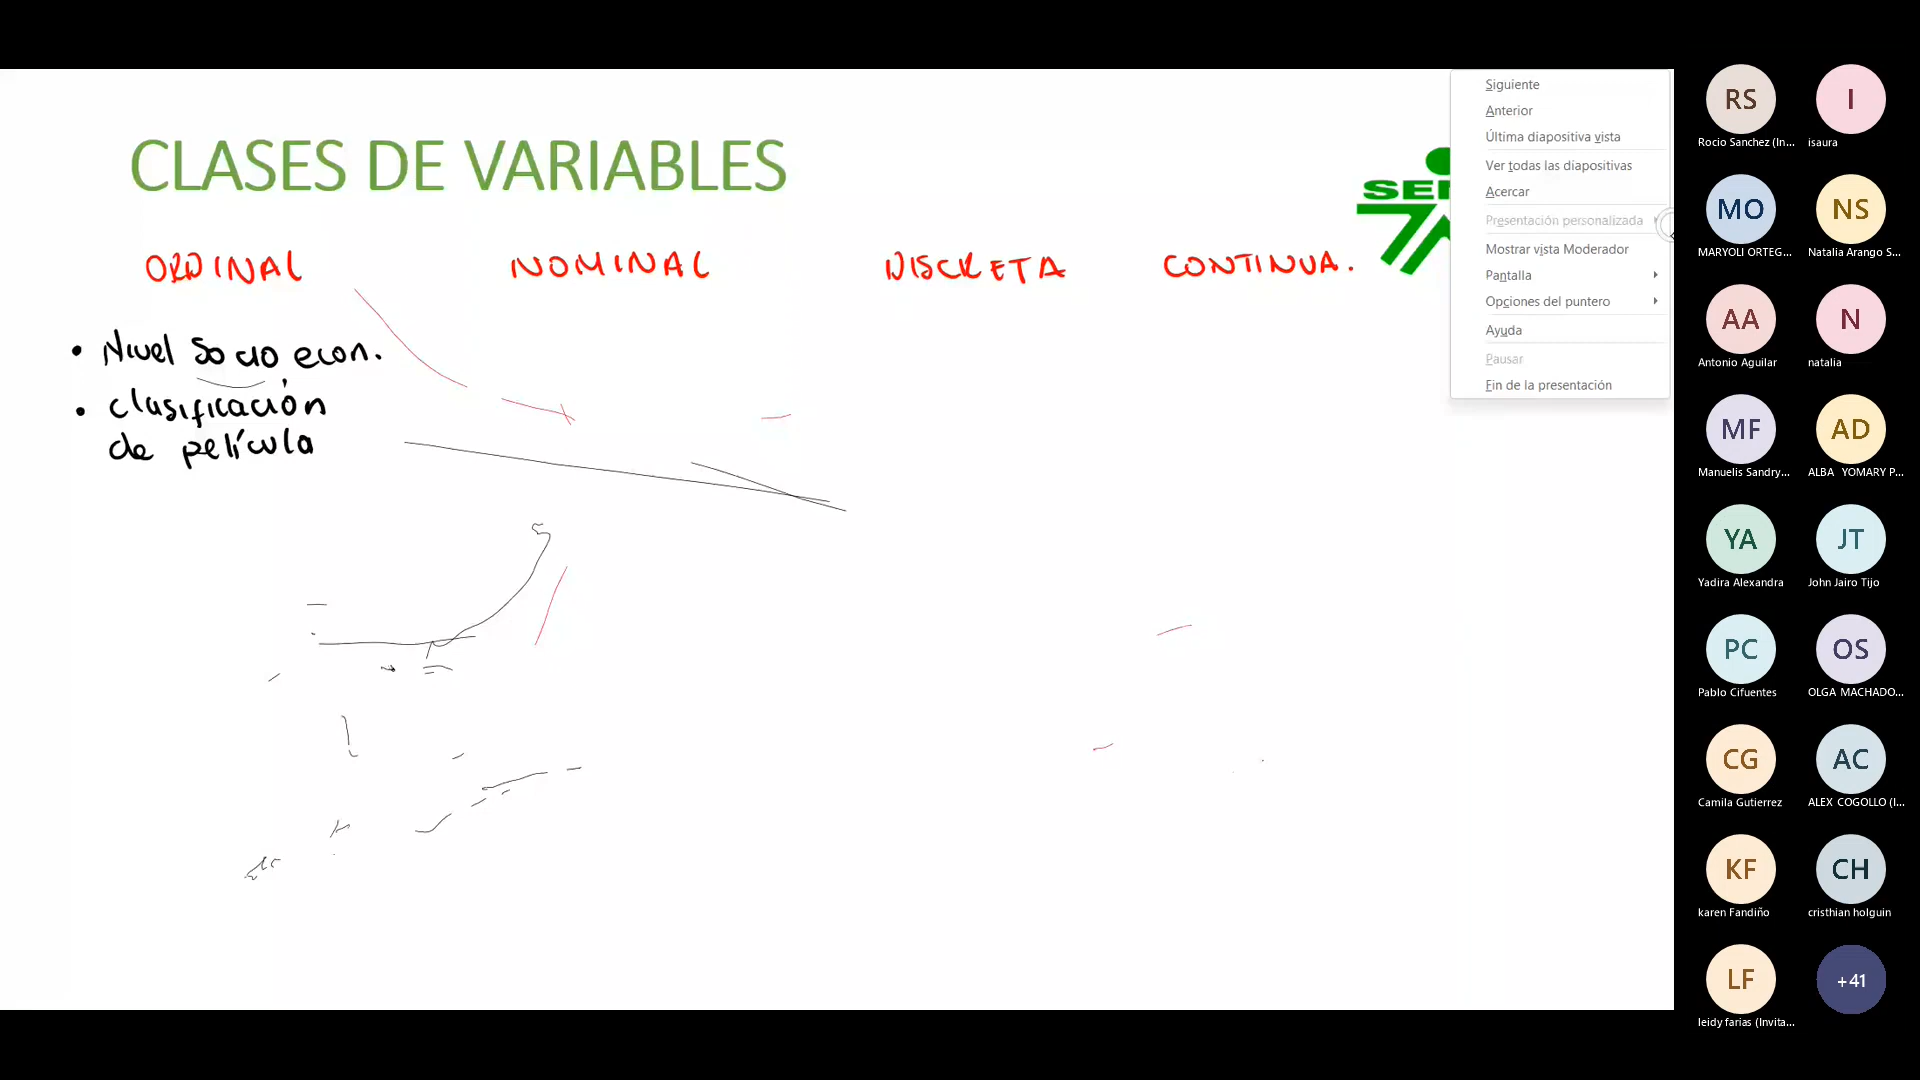 CLASES DE VARIABLES
ORDINAL
NOMINAL
DISCRETA
CONTINUA.
• Nivel Socio econ.
• clasificación
de película
SE
Siguiente
Anterior
Última diapositiva vista
Ver todas las diapositivas
Acercar
Presentación personalizada
Mostrar vista Moderador
Pantalla
Opciones del puntero
Ayuda
Pausar
Fin de la presentación
RS
Rocio Sanchez (In...
I
isaura
MO
MARYOLI ORTEG...
NS
Natalia Arango S...
AA
Antonio Aguilar
N
natalia
MF
Manuelis Sandry...
AD
ALBA YOMARY P...
YA
Yadira Alexandra
JT
John Jairo Tijo
PC
Pablo Cifuentes
OS
OLGA MACHADO...
CG
Camila Gutierrez
AC
ALEX COGOLLO (I...
KF
karen Fandiño
CH
cristhian holguin
LF
leidy farias (Invita...
+41